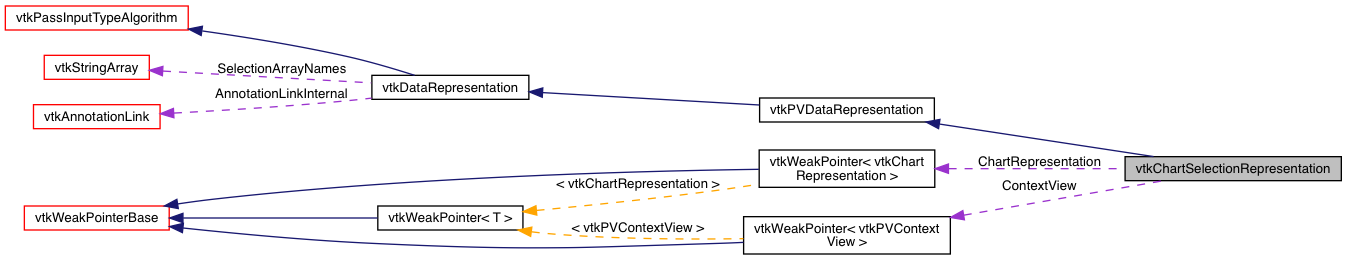 vtkPassInputTypeAlgorithm
vtkStringArray
SelectionArrayNames
vtkDataRepresentation
AnnotationLinkInternal
vtkAnnotationLink
vtkPVDataRepresentation
vtkWeakPointer< vtkChart
Representation >
ChartRepresentation
vtkChartSelectionRepresentation
< vtkChartRepresentation >
ContextView
vtkWeakPointerBase
vtkWeakPointer< T >
< vtkPVContextView >
vtkWeakPointer< vtkPVContext
View >